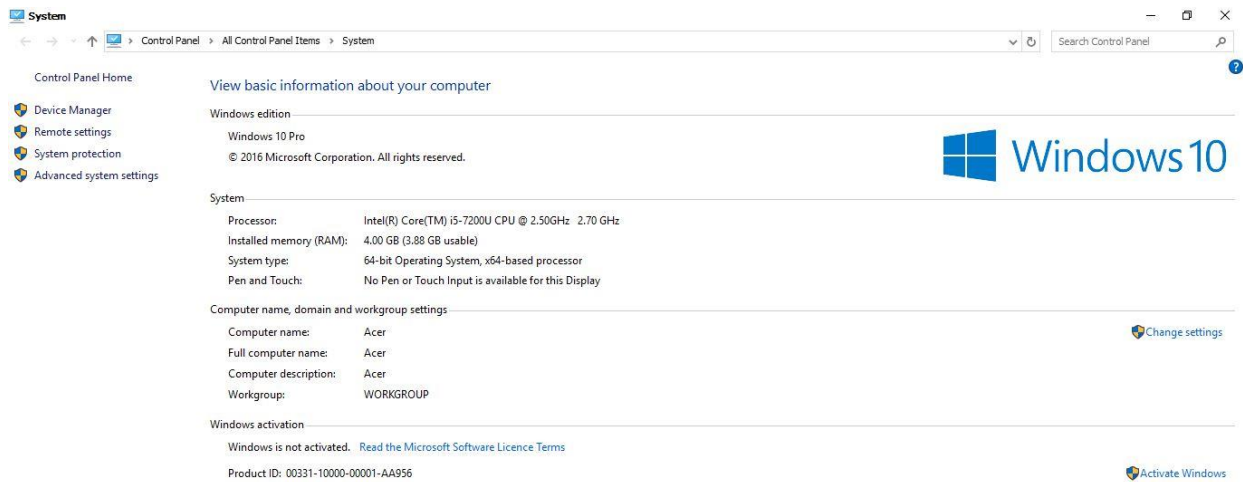 System
Control Panel > All Control Panel Items > System
Search Control Panel
Control Panel Home
Device Manager
Remote settings
System protection
Advanced system settings
View basic information about your computer
Windows edition
Windows 10 Pro
© 2016 Microsoft Corporation. All rights reserved.
Windows 10
System
Processor: Intel(R) Core(TM) i5-7200U CPU @ 2.50GHz 2.70 GHz
Installed memory (RAM): 4.00 GB (3.88 GB usable)
System type: 64-bit Operating System, x64-based processor
Pen and Touch: No Pen or Touch Input is available for this Display
Computer name, domain and workgroup settings
Computer name: Acer
Change settings
Full computer name: Acer
Computer description: Acer
Workgroup: WORKGROUP
Windows activation
Windows is not activated. Read the Microsoft Software Licence Terms
Product ID: 00331-10000-00001-AA956
Activate Windows